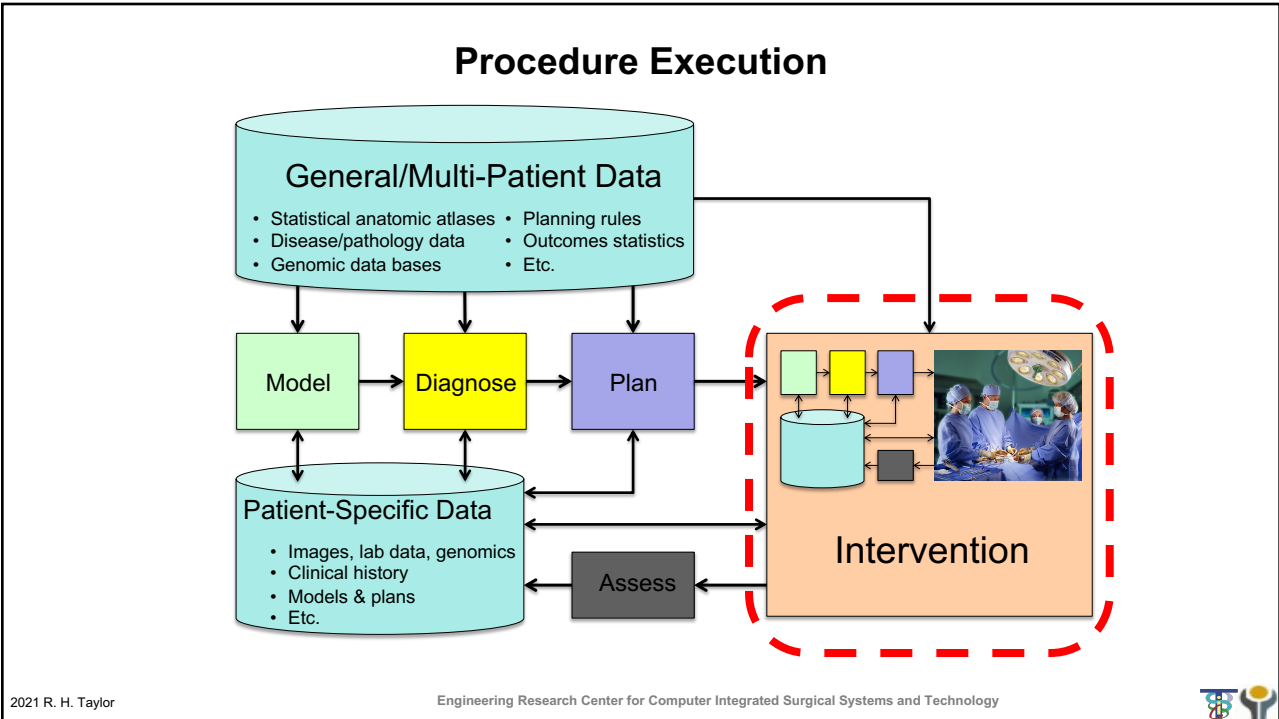 Procedure Execution
General/Multi-Patient Data
• Statistical anatomic atlases
• Disease/pathology data
• Genomic data bases
• Planning rules
• Outcomes statistics
• Etc.
Model
Diagnose
Plan
Patient-Specific Data
• Images, lab data, genomics
• Clinical history
• Models & plans
• Etc.
Assess
Intervention
2021 R. H. Taylor
Engineering Research Center for Computer Integrated Surgical Systems and Technology